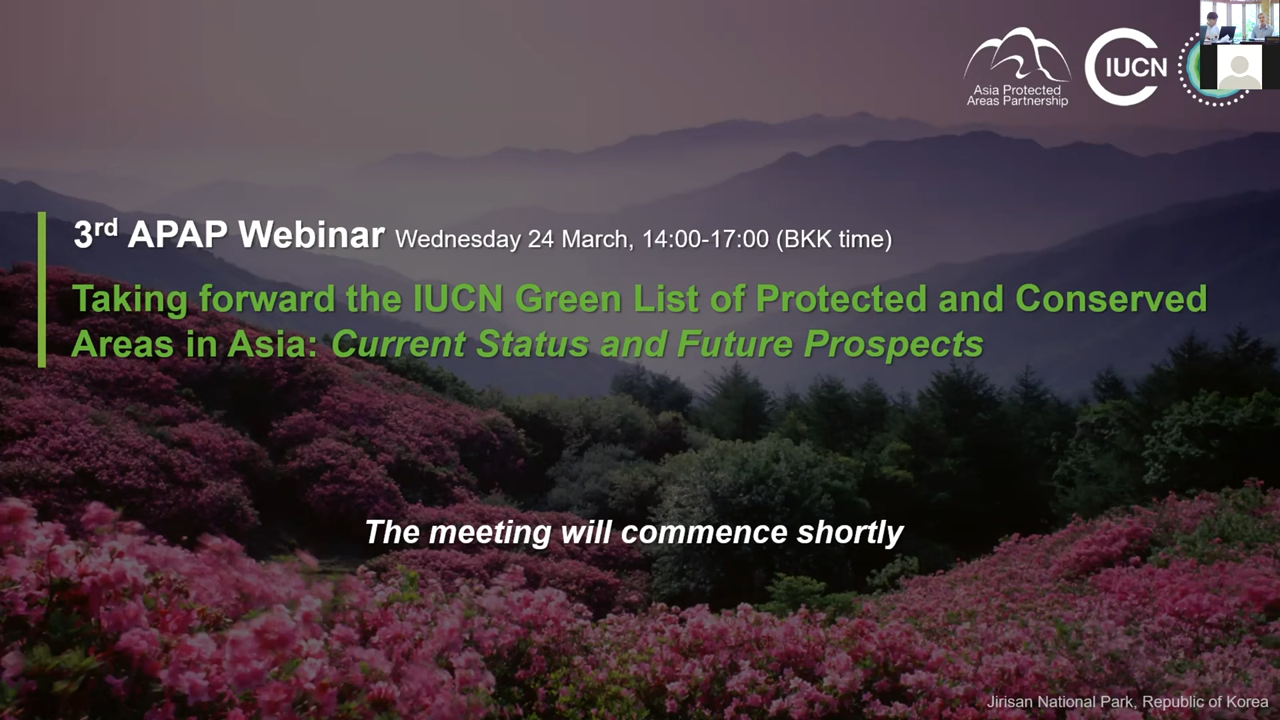 Asia Protected
Areas Partnership
IUCN
3rd APAP Webinar Wednesday 24 March, 14:00-17:00 (BKK time)
Taking forward the IUCN Green List of Protected and Conserved
Areas in Asia: Current Status and Future Prospects
The meeting will commence shortly
Jirisan National Park, Republic of Korea